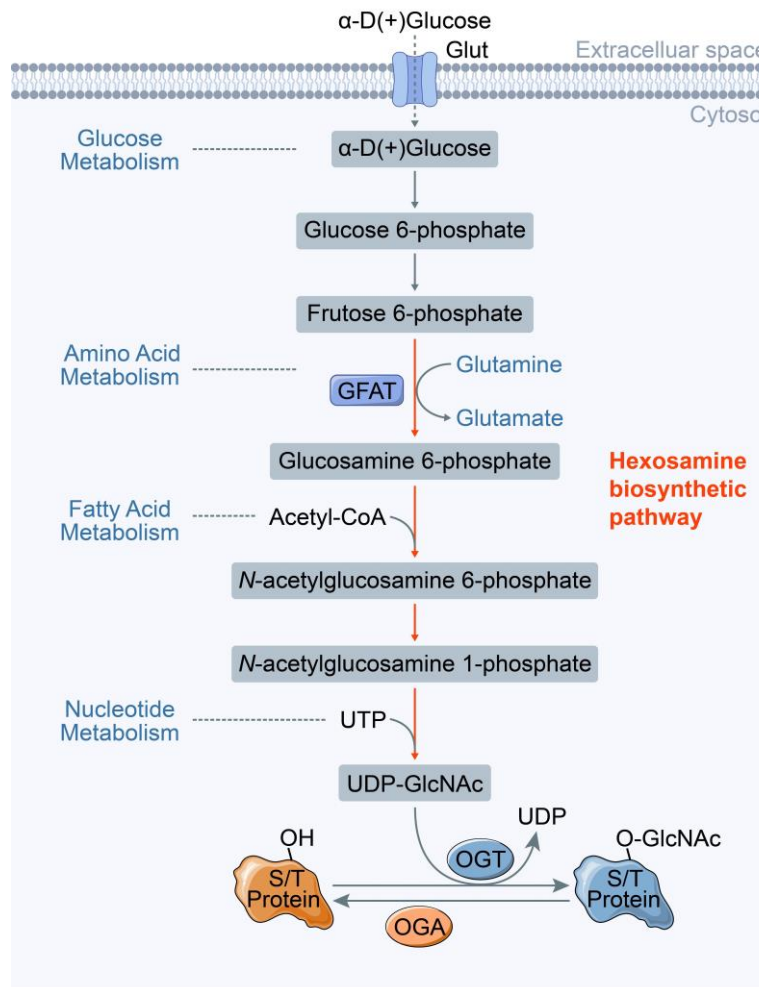 α-D(+)Glucose
Glut
Extracelluar space
Cytoso
Glucose
Metabolism
α-D(+)Glucose
Glucose 6-phosphate
Frutose 6-phosphate
Amino Acid
Metabolism
GFAT
Glutamine
Glutamate
Glucosamine 6-phosphate
Hexosamine
biosynthetic
pathway
Fatty Acid
Metabolism
Acetyl-CoA
N-acetylglucosamine 6-phosphate
N-acetylglucosamine 1-phosphate
Nucleotide
Metabolism
UTP
UDP-GlcNAc
UDP
OH
S/T
Protein
OGT
O-GlcNAc
S/T
Protein
OGA